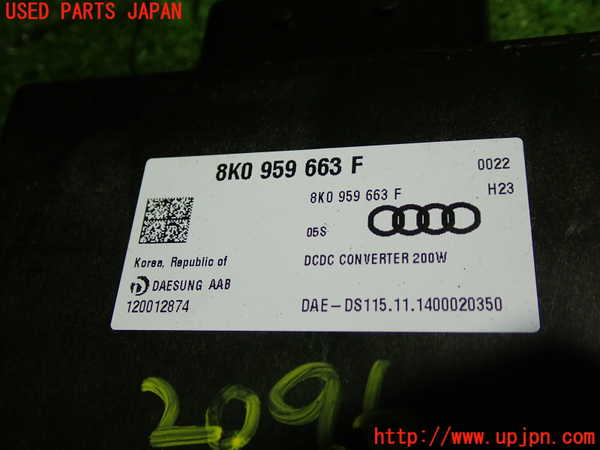 USED PARTS JAPAN
8K0 959 663 F
0022
8K0 959 663 F
H23
05S
Korea, Republic of
DCDC CONVERTER 200W
DAESUNG AAB
120012874
DAE-DS115.11.1400020350
http://www.upjpn.com/